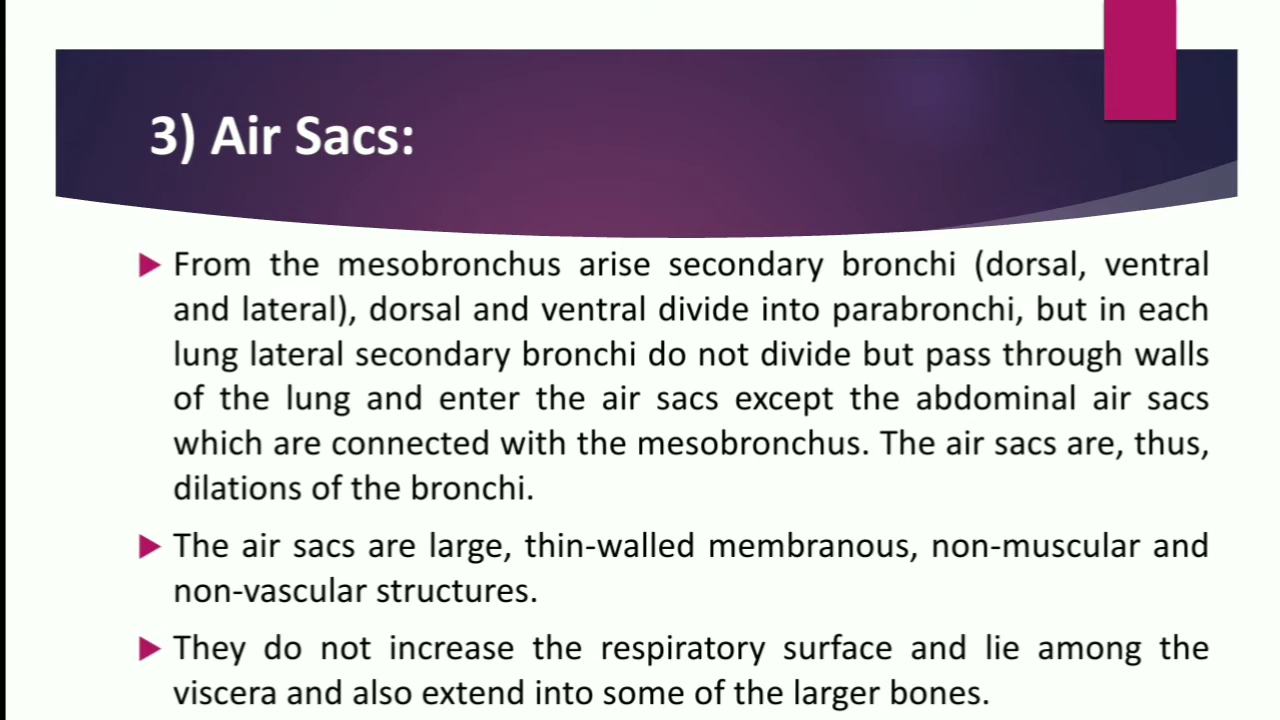 3) Air Sacs:
From the mesobronchus arise secondary bronchi (dorsal, ventral
and lateral), dorsal and ventral divide into parabronchi, but in each
lung lateral secondary bronchi do not divide but pass through walls
of the lung and enter the air sacs except the abdominal air sacs
which are connected with the mesobronchus. The air sacs are, thus,
dilations of the bronchi.
The air sacs are large, thin-walled membranous, non-muscular and
non-vascular structures.
They do not increase the respiratory surface and lie among the
viscera and also extend into some of the larger bones.